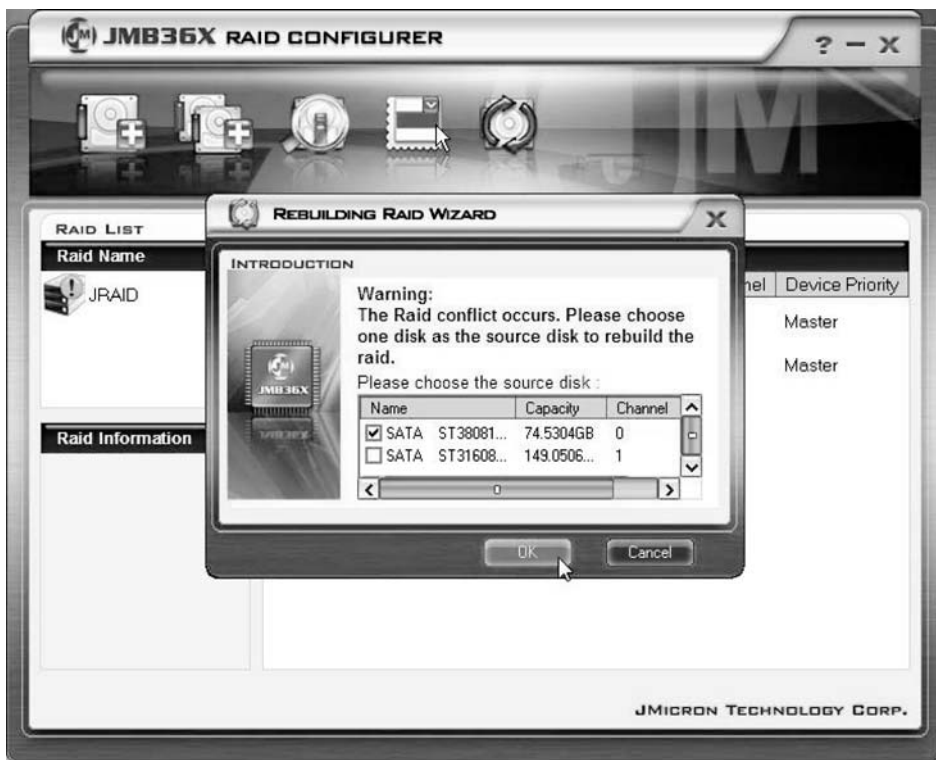 JMB36X RAID CONFIGURER
? – X
JM
RAID LIST
Raid Name
JRAID
Raid Information
nel Device Priority
Master
Master
REBUILDING RAID WIZARD
X
INTRODUCTION
JM
JMB36X
Warning:
The Raid conflict occurs. Please choose
one disk as the source disk to rebuild the
raid.
Please choose the source disk :
Name Capacity Channel
SATA ST38081... 74.5304GB 0
SATA ST31608... 149.0506... 1
OK Cancel
JMICRON TECHNOLOGY CORP.